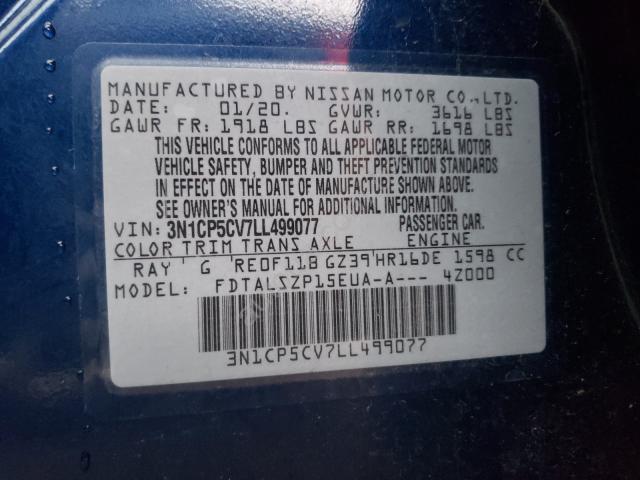 MANUFACTURED BY NISSAN MOTOR CO.,LTD.
DATE: 01/20. GVWR: 3616 LBS
GAWR FR: 1918 LBS GAWR RR: 1698 LBS
THIS VEHICLE CONFORMS TO ALL APPLICABLE FEDERAL MOTOR
VEHICLE SAFETY, BUMPER AND THEFT PREVENTION STANDARDS
IN EFFECT ON THE DATE OF MANUFACTURE SHOWN ABOVE.
SEE OWNER'S MANUAL FOR ADDITIONAL INFORMATION.
VIN: 3N1CP5CV7LL499077 PASSENGER CAR.
COLOR TRIM TRANS AXLE ENGINE
RAY ' G 'RE0F11B GZ39'HR16DE 1598 CC
MODEL: FDTALSZP15EUA-A--- 4Z000
3N1CP5CV7LL499077